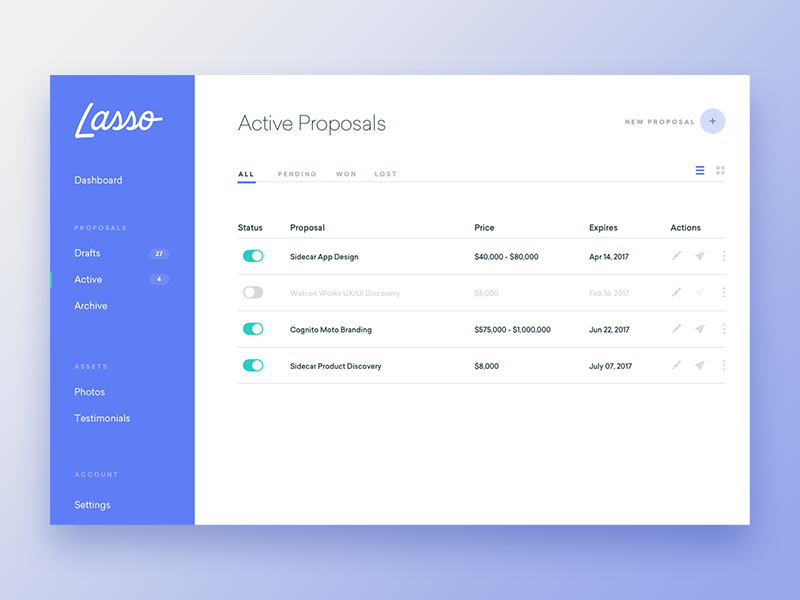 Lasso
Dashboard
PROPOSALS
Drafts 27
Active 4
Archive
ASSETS
Photos
Testimonials
ACCOUNT
Settings
Active Proposals
NEW PROPOSAL +
ALL PENDING WON LOST
Status Proposal Price Expires Actions
Sidecar App Design $40,000 - $80,000 Apr 14, 2017
Watson Works UX/UI Discovery $5,000 Feb 16, 2017
Cognito Moto Branding $575,000 - $1,000,000 Jun 22, 2017
Sidecar Product Discovery $8,000 July 07, 2017